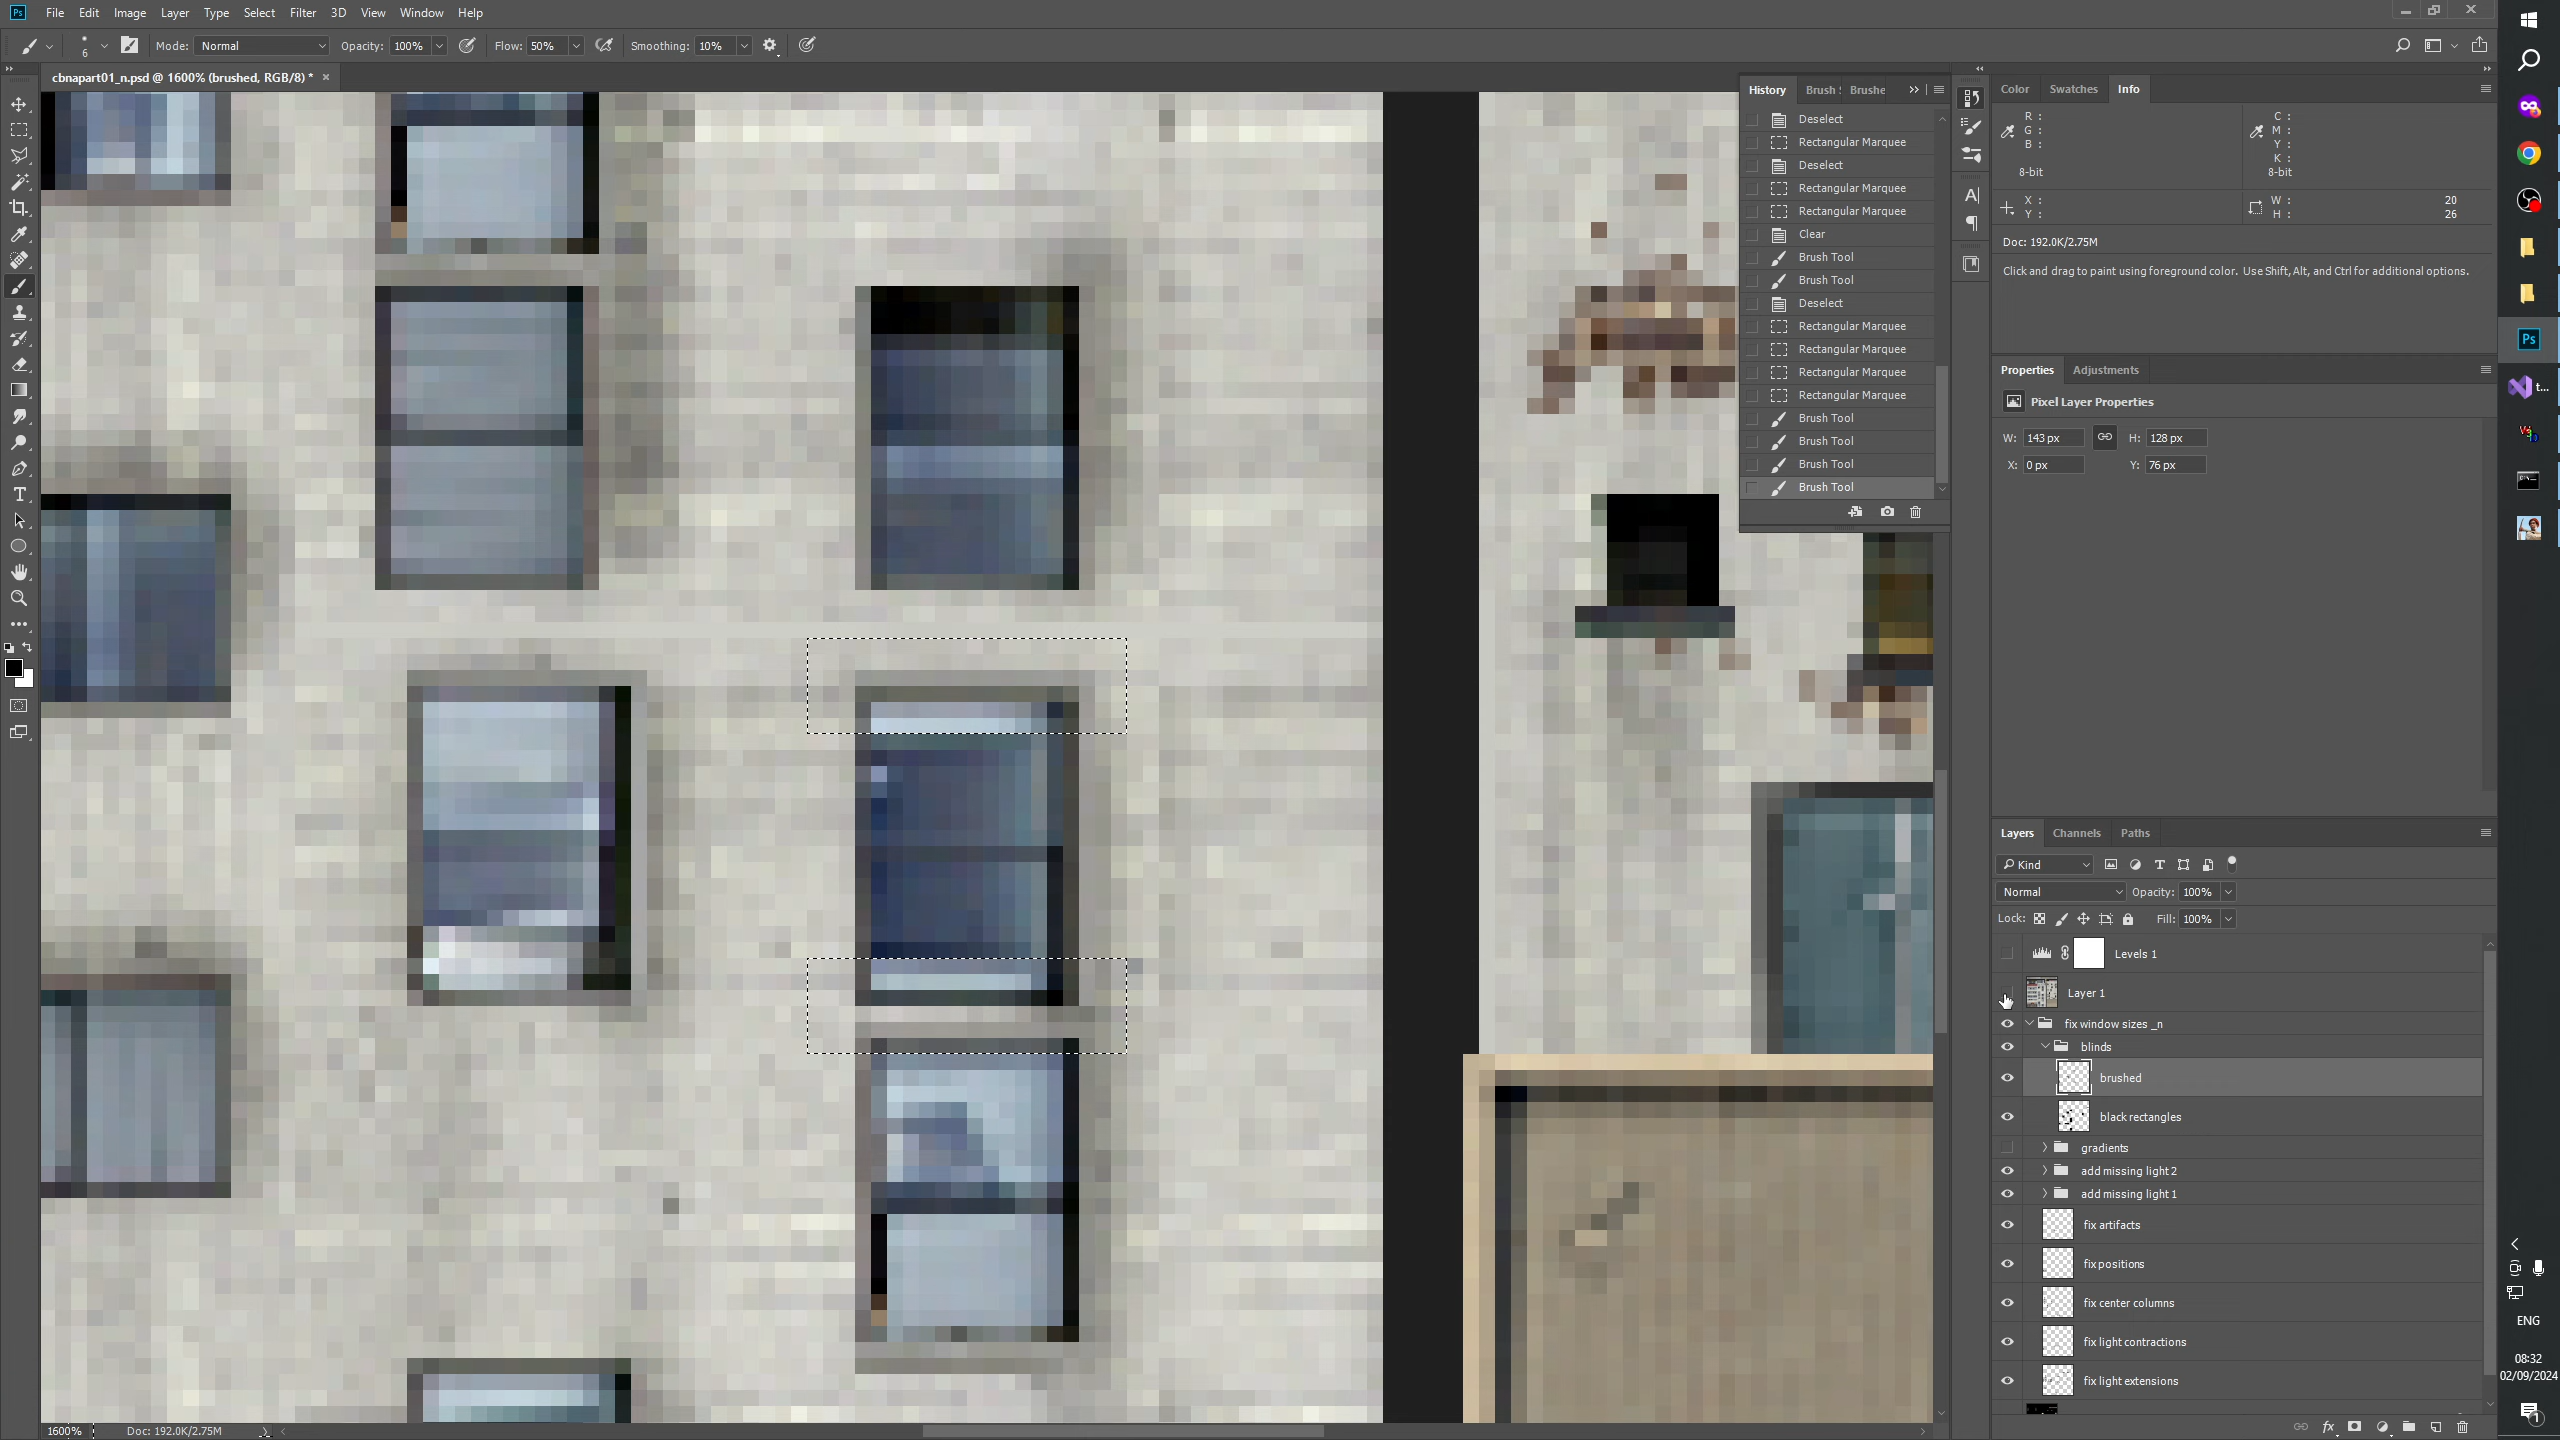 Ps File Edit Image Layer Type Select Filter 3D View Window Help
6 Mode: Normal Opacity: 100% Flow: 50% Smoothing: 10%
cbnapart01_n.psd @ 1600% (brushed, RGB/8) *
History Brush Brushe
Deselect
Rectangular Marquee
Deselect
Rectangular Marquee
Rectangular Marquee
Clear
Brush Tool
Brush Tool
Deselect
Rectangular Marquee
Rectangular Marquee
Rectangular Marquee
Rectangular Marquee
Brush Tool
Brush Tool
Brush Tool
Brush Tool
Color Swatches Info
R : C :
G : M :
B : Y :
K :
8-bit 8-bit
X : W : 20
Y : H : 26
Doc: 192.0K/2.75M
Click and drag to paint using foreground color. Use Shift, Alt, and Ctrl for additional options.
Properties Adjustments
Pixel Layer Properties
W: 143 px H: 128 px
X: 0 px Y: 76 px
Layers Channels Paths
Kind
Normal Opacity: 100%
Lock: Fill: 100%
Levels 1
Layer 1
fix window sizes _n
blinds
brushed
black rectangles
gradients
add missing light 2
add missing light 1
fix artifacts
fix positions
fix center columns
fix light contractions
fix light extensions
1600% Doc: 192.0K/2.75M
Ps
t...
ENG
08:32
02/09/2024
1